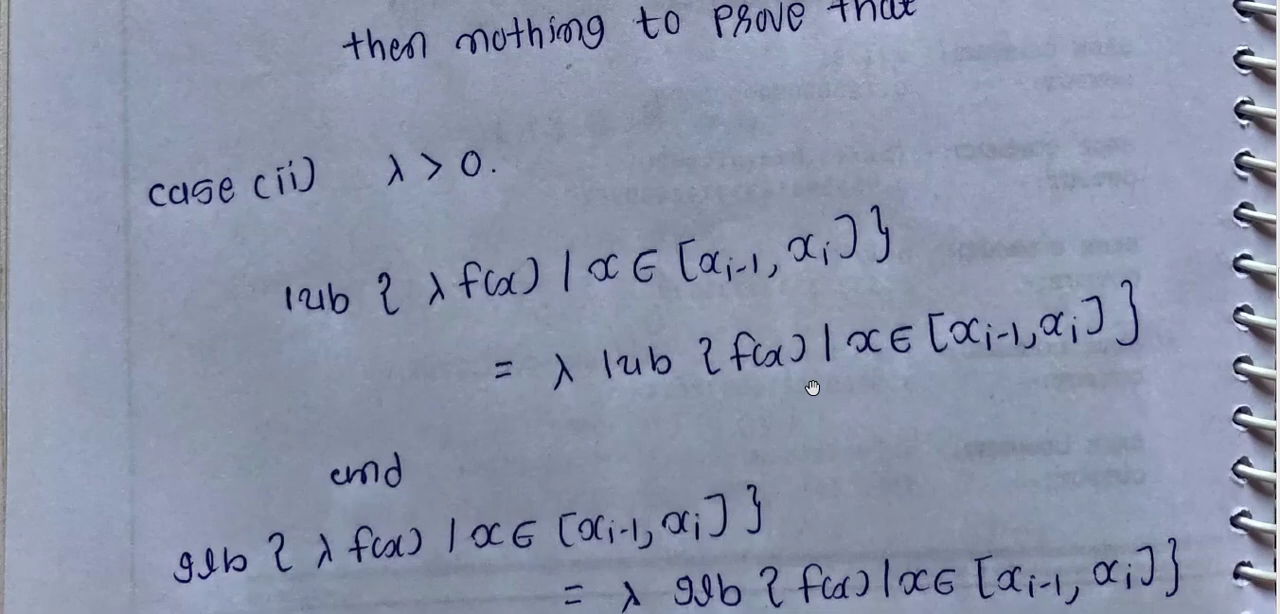 then nothing to prove that
case (ii) λ > 0.
lub { λ f(x) / x ∈ [xᵢ₋₁, xᵢ] }
= λ lub { f(x) / x ∈ [xᵢ₋₁, xᵢ] }
and
glb { λ f(x) / x ∈ [xᵢ₋₁, xᵢ] }
= λ glb { f(x) / x ∈ [xᵢ₋₁, xᵢ] }